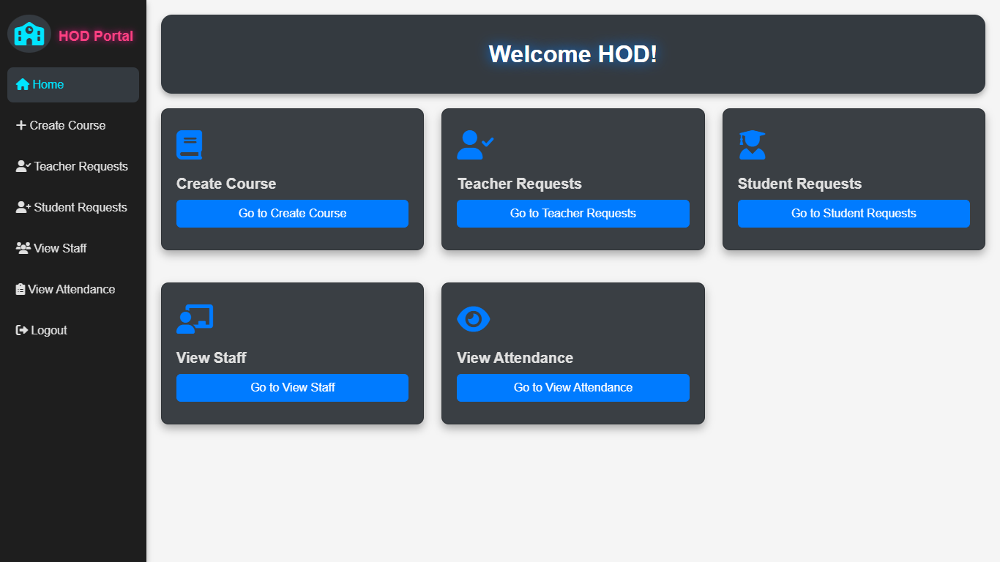 HOD Portal
Home
Create Course
Teacher Requests
Student Requests
View Staff
View Attendance
Logout
Welcome HOD!
Create Course
Go to Create Course
Teacher Requests
Go to Teacher Requests
Student Requests
Go to Student Requests
View Staff
Go to View Staff
View Attendance
Go to View Attendance